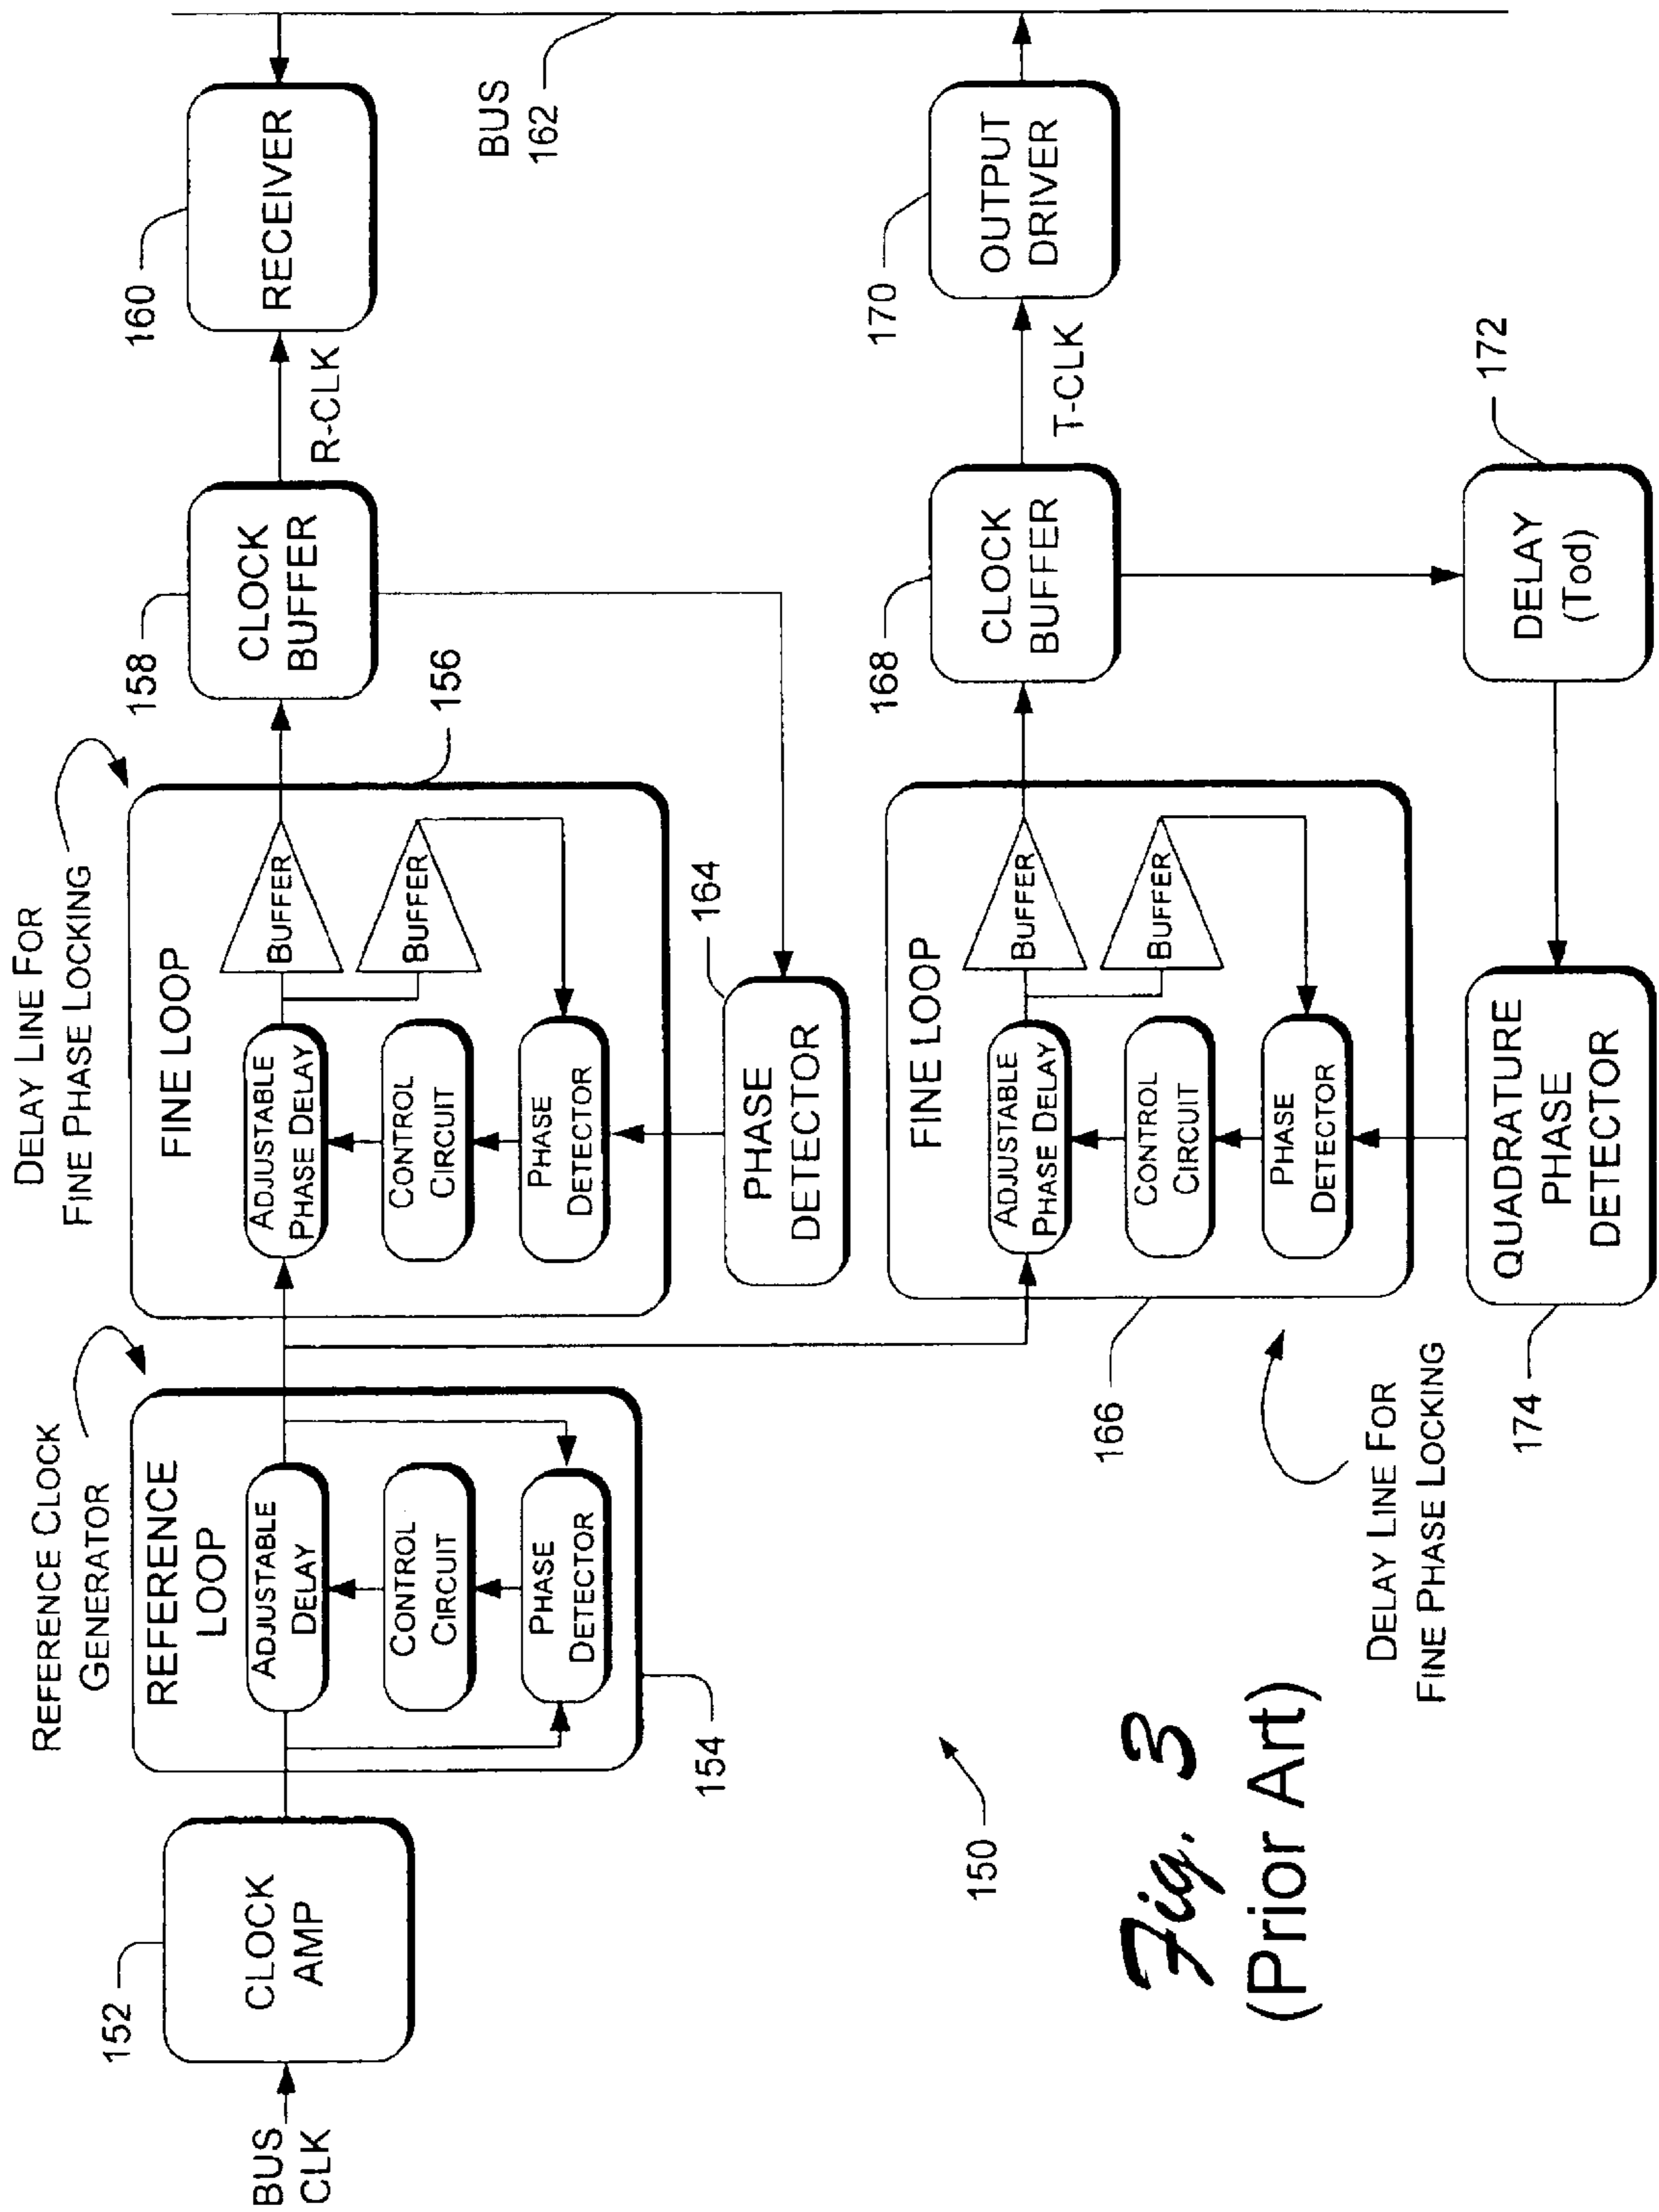 BUS
CLK
152
CLOCK
AMP
REFERENCE CLOCK
GENERATOR
REFERENCE
LOOP
ADJUSTABLE
DELAY
CONTROL
CIRCUIT
PHASE
DETECTOR
154
DELAY LINE FOR
FINE PHASE LOCKING
FINE LOOP
ADJUSTABLE
PHASE DELAY
BUFFER
BUFFER
CONTROL
CIRCUIT
PHASE
DETECTOR
156
158
CLOCK
BUFFER
R-CLK
160
RECEIVER
164
PHASE
DETECTOR
BUS
162
FINE LOOP
ADJUSTABLE
PHASE DELAY
BUFFER
BUFFER
CONTROL
CIRCUIT
PHASE
DETECTOR
166
168
CLOCK
BUFFER
T-CLK
170
OUTPUT
DRIVER
DELAY LINE FOR
FINE PHASE LOCKING
174
QUADRATURE
PHASE
DETECTOR
172
DELAY
(Tod)
150
Fig. 3
(Prior Art)